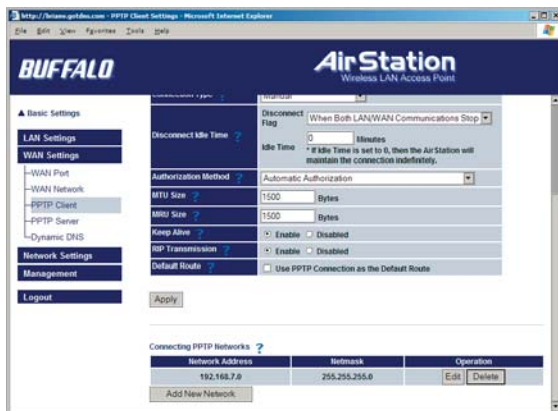 http://briane.gotdns.com - PPTP Client Settings - Microsoft Internet Explorer
File Edit View Favorites Tools Help
BUFFALO
AirStation
Wireless LAN Access Point
▲ Basic Settings
LAN Settings
WAN Settings
WAN Port
WAN Network
PPTP Client
PPTP Server
Dynamic DNS
Network Settings
Management
Logout
Connection Type ? Manual
Disconnect Idle Time ?
Disconnect Flag When Both LAN/WAN Communications Stop
Idle Time 0 Minutes
* If Idle Time is set to 0, then the AirStation will
maintain the connection indefinitely.
Authorization Method ? Automatic Authorization
MTU Size ? 1500 Bytes
MRU Size ? 1500 Bytes
Keep Alive ? Enable Disabled
RIP Transmission ? Enable Disabled
Default Route ? Use PPTP Connection as the Default Route
Apply
Connecting PPTP Networks ?
Network Address Netmask Operation
192.168.7.0 255.255.255.0 Edit Delete
Add New Network